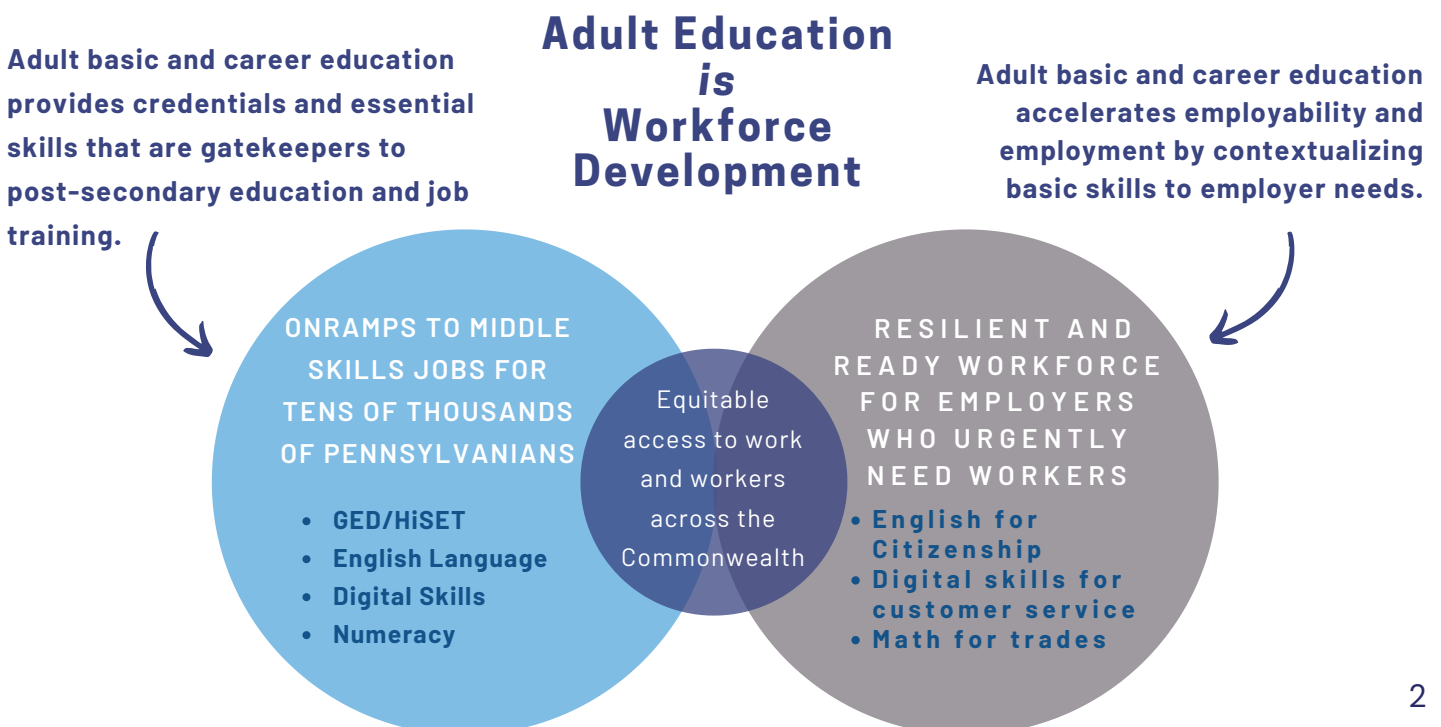 Adult Education
is
Workforce
Development
Adult basic and career education
provides credentials and essential
skills that are gatekeepers to
post-secondary education and job
training.
Adult basic and career education
accelerates employability and
employment by contextualizing
basic skills to employer needs.
ONRAMPS TO MIDDLE
SKILLS JOBS FOR
TENS OF THOUSANDS
OF PENNSYLVANIANS
• GED/HiSET
• English Language
• Digital Skills
• Numeracy
Equitable
access to work
and workers
across the
Commonwealth
RESILIENT AND
READY WORKFORCE
FOR EMPLOYERS
WHO URGENTLY
NEED WORKERS
• English for
Citizenship
• Digital skills for
customer service
• Math for trades
2